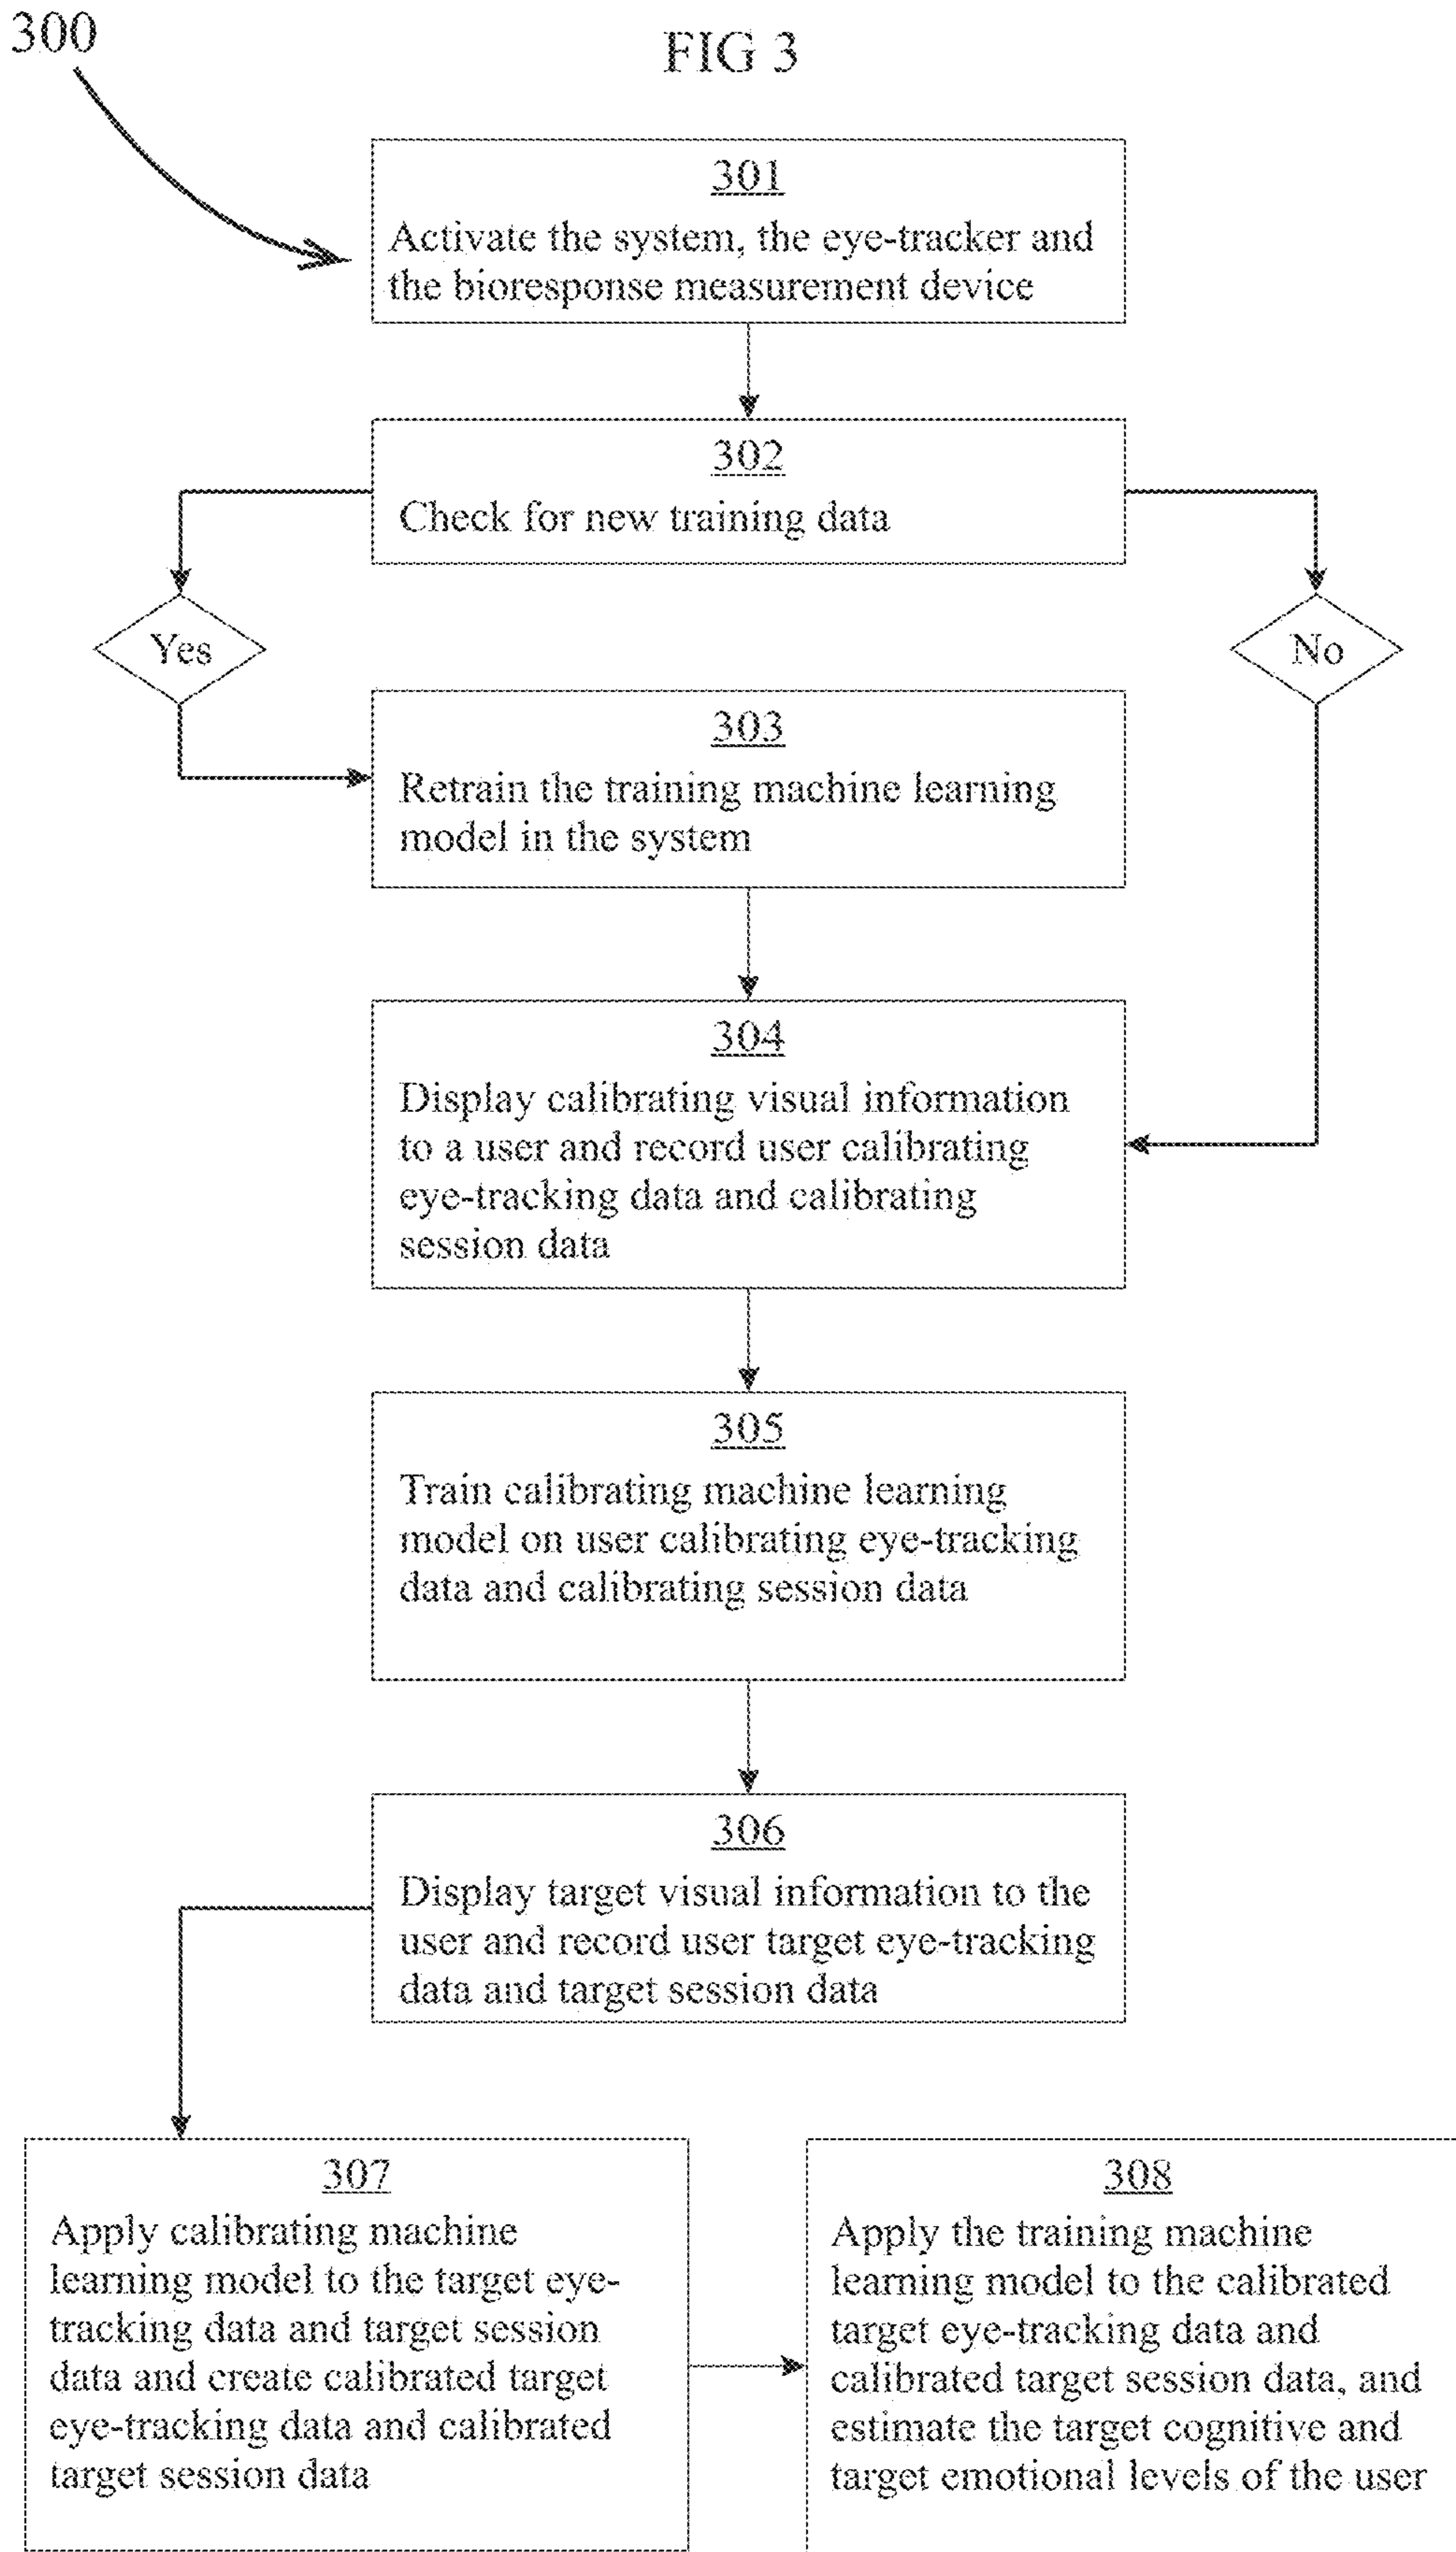 300
FIG 3
301
Activate the system, the eye-tracker and
the bioresponse measurement device
302
Check for new training data
Yes
No
303
Retrain the training machine learning
model in the system
304
Display calibrating visual information
to a user and record user calibrating
eye-tracking data and calibrating
session data
305
Train calibrating machine learning
model on user calibrating eye-tracking
data and calibrating session data
306
Display target visual information to the
user and record user target eye-tracking
data and target session data
307
Apply calibrating machine
learning model to the target eye-
tracking data and target session
data and create calibrated target
eye-tracking data and calibrated
target session data
308
Apply the training machine
learning model to the calibrated
target eye-tracking data and
calibrated target session data, and
estimate the target cognitive and
target emotional levels of the user